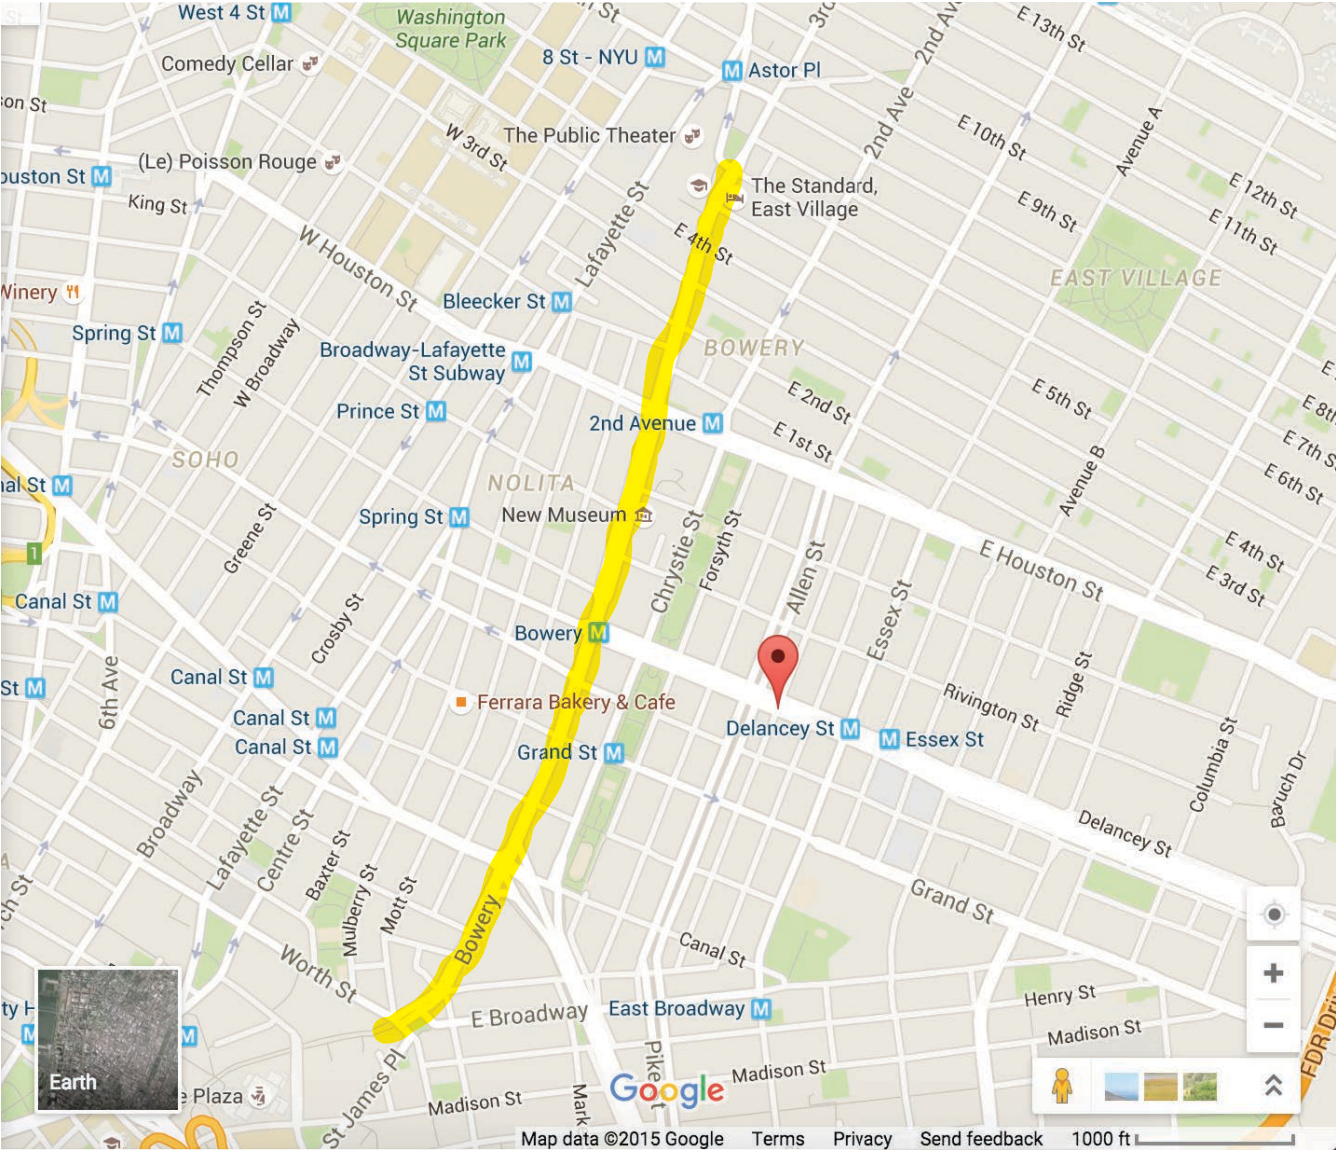 West 4 St
Washington
Square Park
8 St - NYU
Astor Pl
2nd Ave
E 13th St
Comedy Cellar
The Public Theater
W 3rd St
2nd Ave
E 10th St
Avenue A
(Le) Poisson Rouge
King St
The Standard,
East Village
E 12th St
E 11th St
E 9th St
Lafayette St
E 4th St
W Houston St
EAST VILLAGE
Winery
Bleecker St
Spring St
Thompson St
W Broadway
Broadway-Lafayette
St Subway
BOWERY
Prince St
2nd Avenue
E 2nd St
E 1st St
E 5th St
E 7th St
E 6th St
SOHO
NOLITA
Avenue B
Spring St
New Museum
Greene St
Chrystie St
Forsyth St
Allen St
E Houston St
E 4th St
E 3rd St
1
Canal St
Crosby St
Bowery
Essex St
6th Ave
Canal St
Canal St
Canal St
Ferrara Bakery & Cafe
Grand St
Delancey St
Essex St
Rivington St
Ridge St
Columbia St
Baruch Dr
Broadway
Lafayette St
Centre St
Baxter St
Mulberry St
Mott St
Bowery
Delancey St
Grand St
Canal St
Worth St
E Broadway
East Broadway
Henry St
Madison St
Pike St
Madison St
Madison St
St James Pl
FDR Dri
Earth
e Plaza
Google
Map data ©2015 Google
Terms
Privacy
Send feedback
1000 ft